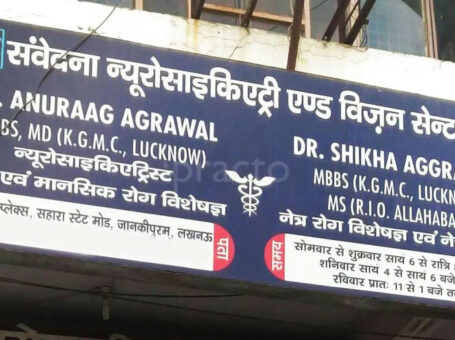 संवेदना न्यूरोसाइकिएट्री एण्ड विज़न सेन्ट
. ANURAAG AGRAWAL
BS, MD (K.G.M.C., LUCKNOW)
न्यूरोसाइकिएट्रिस्ट
एवं मानसिक रोग विशेषज्ञ
प्लेक्स, सहारा स्टेट मोड, जानकीपुरम्, लखनऊ
पता
DR. SHIKHA AGGRA
MBBS (K.G.M.C., LUCKN
MS (R.I.O. ALLAHABA
नेत्र रोग विशेषज्ञ एवं ने
समय
सोमवार से शुक्रवार सायं 6 से रात्रि
शनिवार सायं 4 से सायं 6 बजे
रविवार प्रातः 11 से 1 बजे त
practo